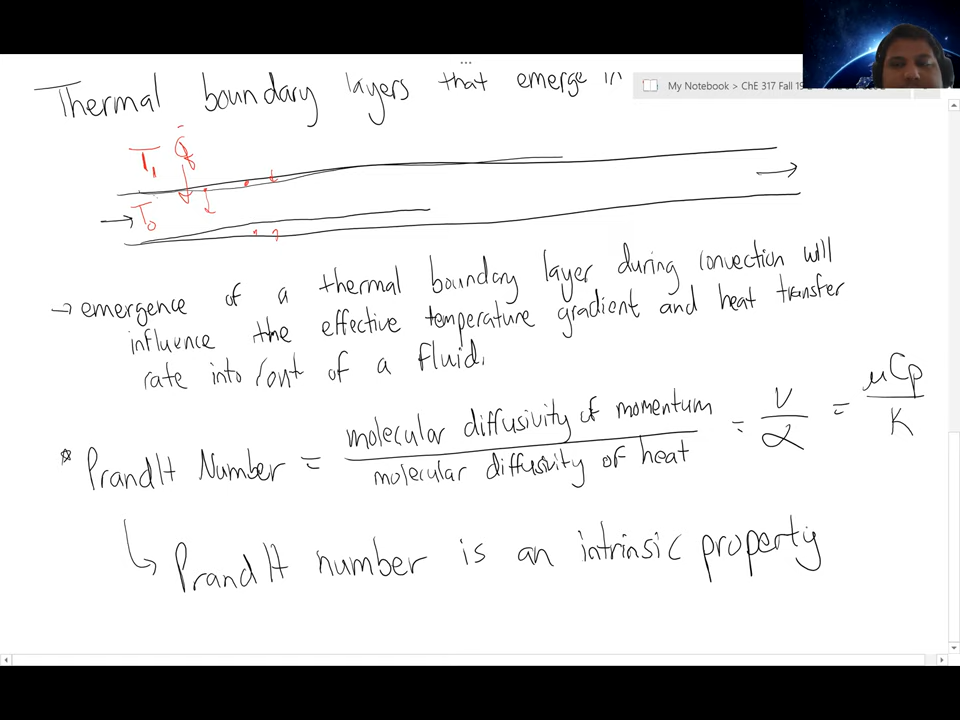 Thermal boundary layers that emerge in
My Notebook > ChE 317 Fall 19
T₁ q
T₀
→ emergence of a thermal boundary layer during convection will
influence the effective temperature gradient and heat transfer
rate into/out of a fluid.
* Prandlt Number = molecular diffusivity of momentum / molecular diffusivity of heat = ν/α = μCp/K
↳ Prandlt number is an intrinsic property